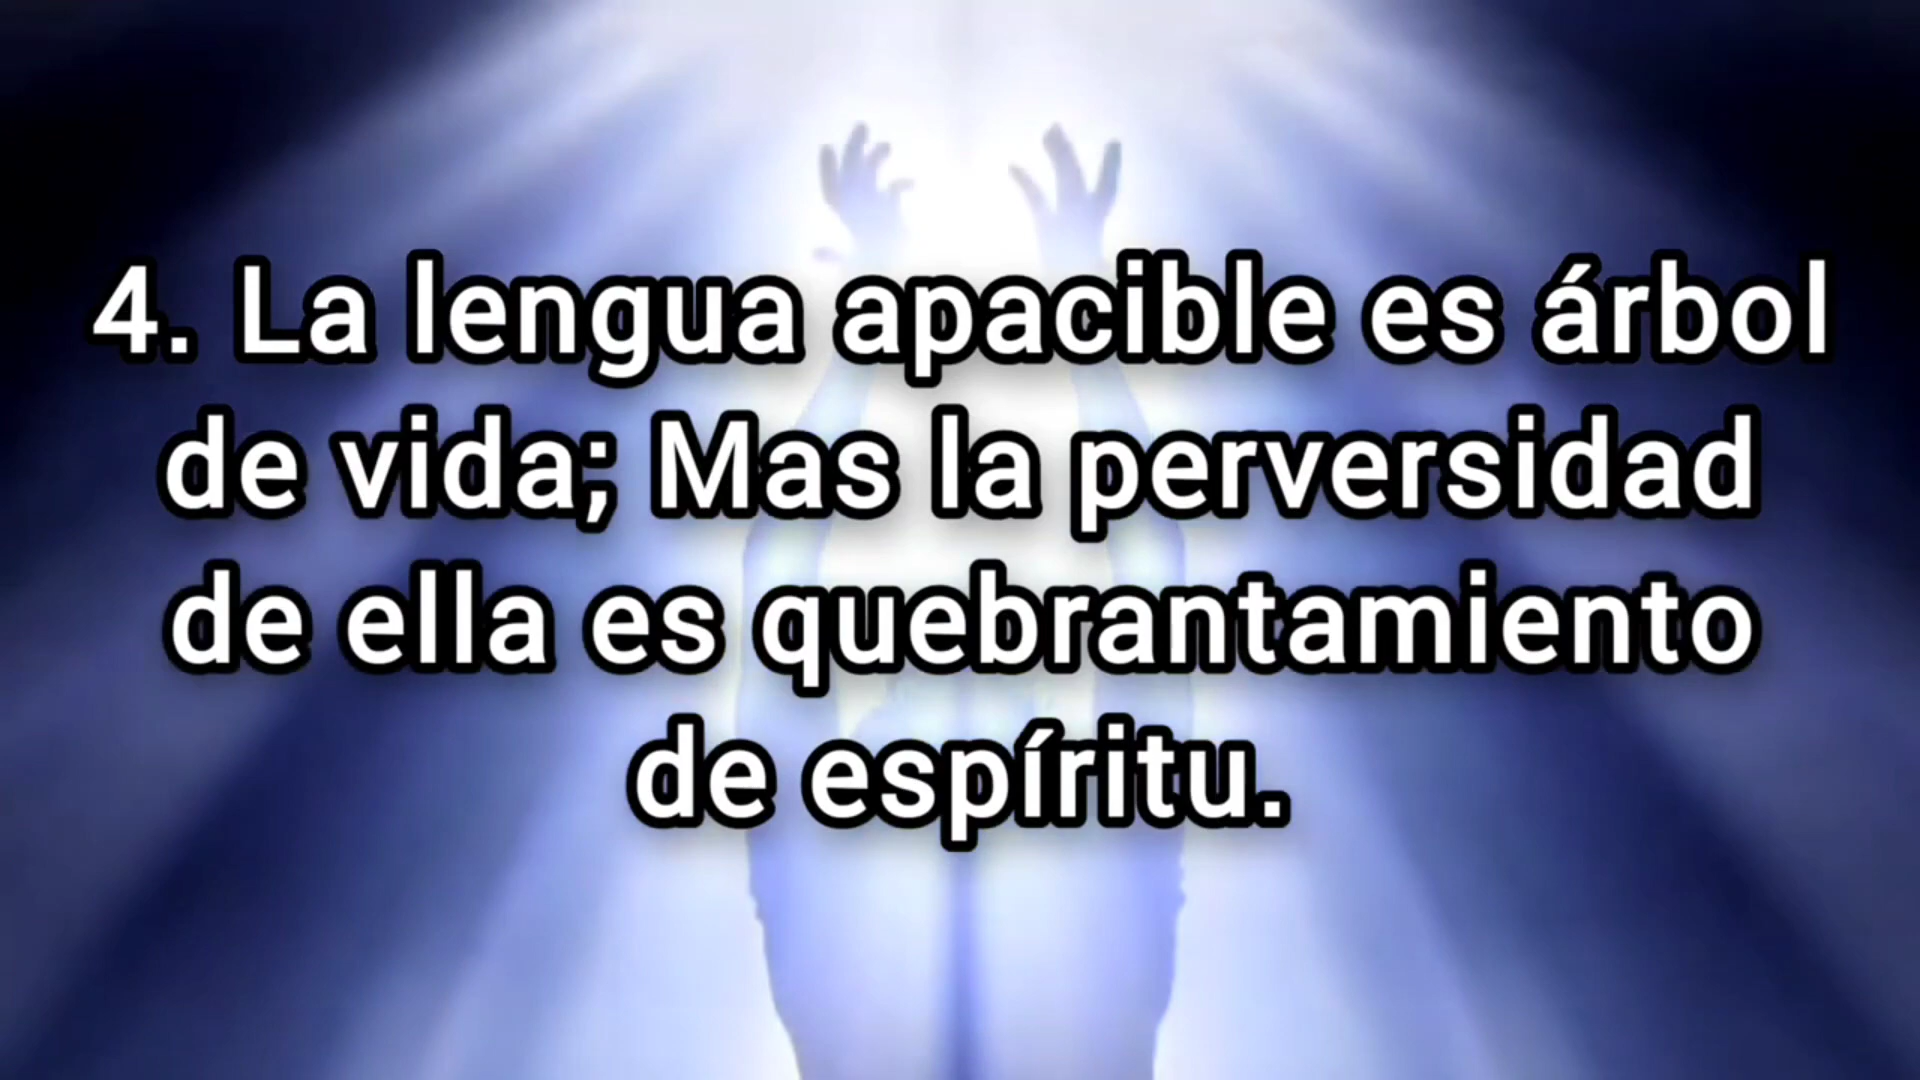 4. La lengua apacible es árbol
de vida; Mas la perversidad
de ella es quebrantamiento
de espíritu.